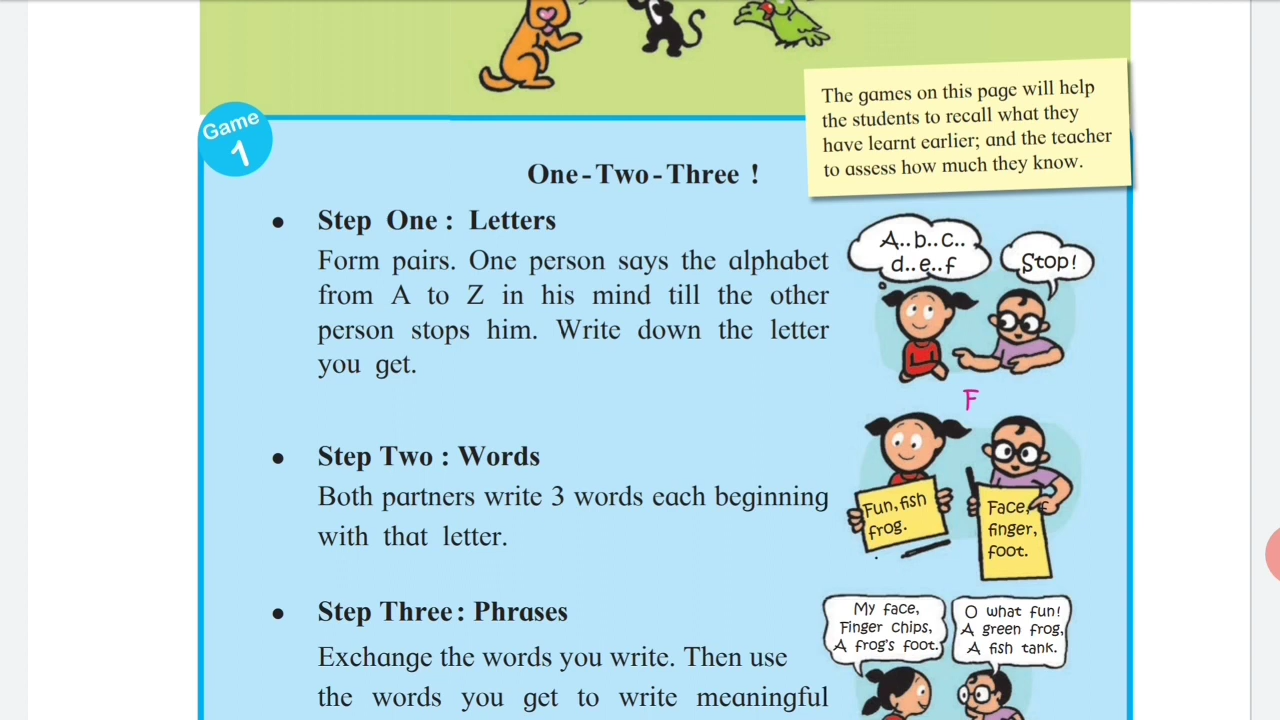 The games on this page will help
the students to recall what they
have learnt earlier; and the teacher
to assess how much they know.
Game
1
One-Two-Three !
• Step One : Letters
Form pairs. One person says the alphabet
from A to Z in his mind till the other
person stops him. Write down the letter
you get.
A..b..c..
d..e..f
Stop!
F
• Step Two : Words
Both partners write 3 words each beginning
with that letter.
Fun, fish
frog.
Face,
finger,
foot.
• Step Three : Phrases
Exchange the words you write. Then use
the words you get to write meaningful
My face,
Finger Chips,
A frog's foot.
O what fun!
A green frog,
A fish tank.